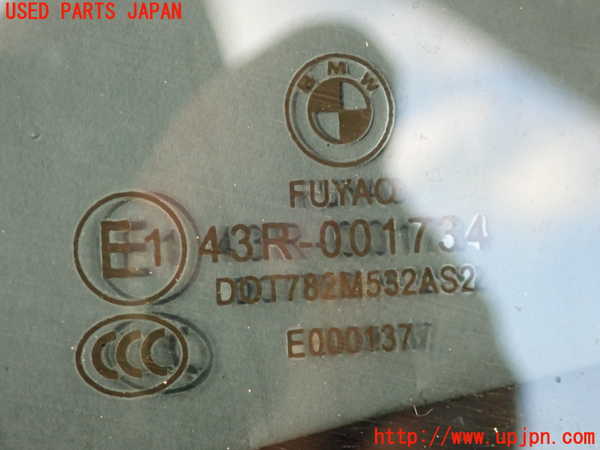 USED PARTS JAPAN
BMW
FUYAO
E11 43R-001734
DOT782M532AS2
E000137
CCC
http://www.upjpn.com/